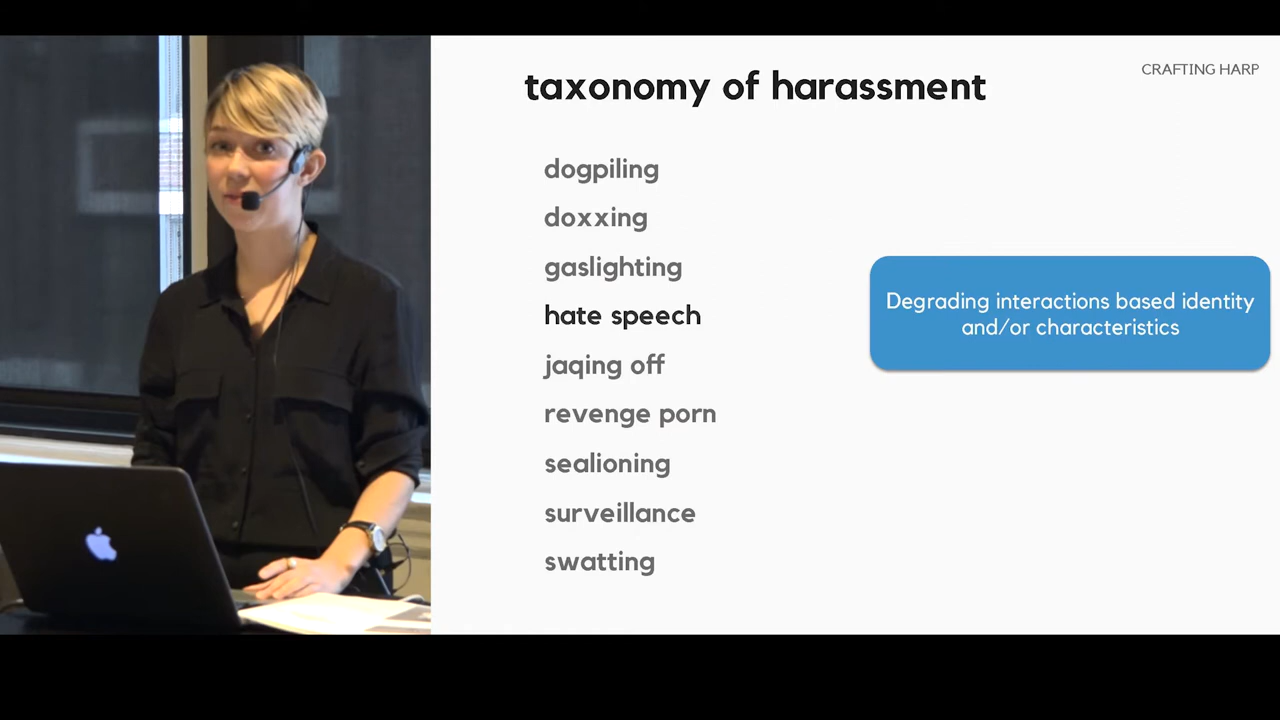 CRAFTING HARP
taxonomy of harassment
dogpiling
doxxing
gaslighting
hate speech
jaqing off
revenge porn
sealioning
surveillance
swatting
Degrading interactions based identity
and/or characteristics